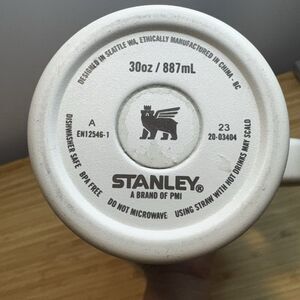 DESIGNED IN SEATTLE WA, ETHICALLY MANUFACTURED IN CHINA - BC
30oz / 887mL
A
EN12546-1
23
20-03404
STANLEY®
A BRAND OF PMI
DISHWASHER SAFE BPA FREE DO NOT MICROWAVE USING STRAW WITH HOT DRINKS MAY SCALD